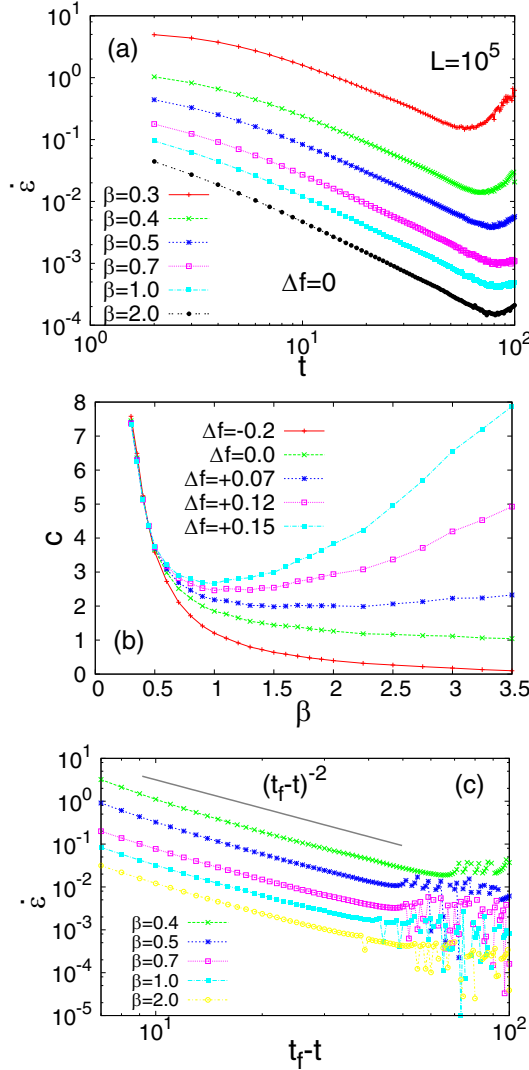 (a)
L=10^5
10^1
10^0
10^-1
10^-2
10^-3
10^-4
ε̇
β=0.3
β=0.4
β=0.5
β=0.7
β=1.0
β=2.0
Δf=0
10^0 10^1 10^2
t
8
7
6
5
4
3
2
1
0
c
Δf=-0.2
Δf=0.0
Δf=+0.07
Δf=+0.12
Δf=+0.15
(b)
0 0.5 1 1.5 2 2.5 3 3.5
β
10^1
10^0
10^-1
10^-2
10^-3
10^-4
10^-5
ε̇
(t_f-t)^-2 (c)
β=0.4
β=0.5
β=0.7
β=1.0
β=2.0
10^1 10^2
t_f-t